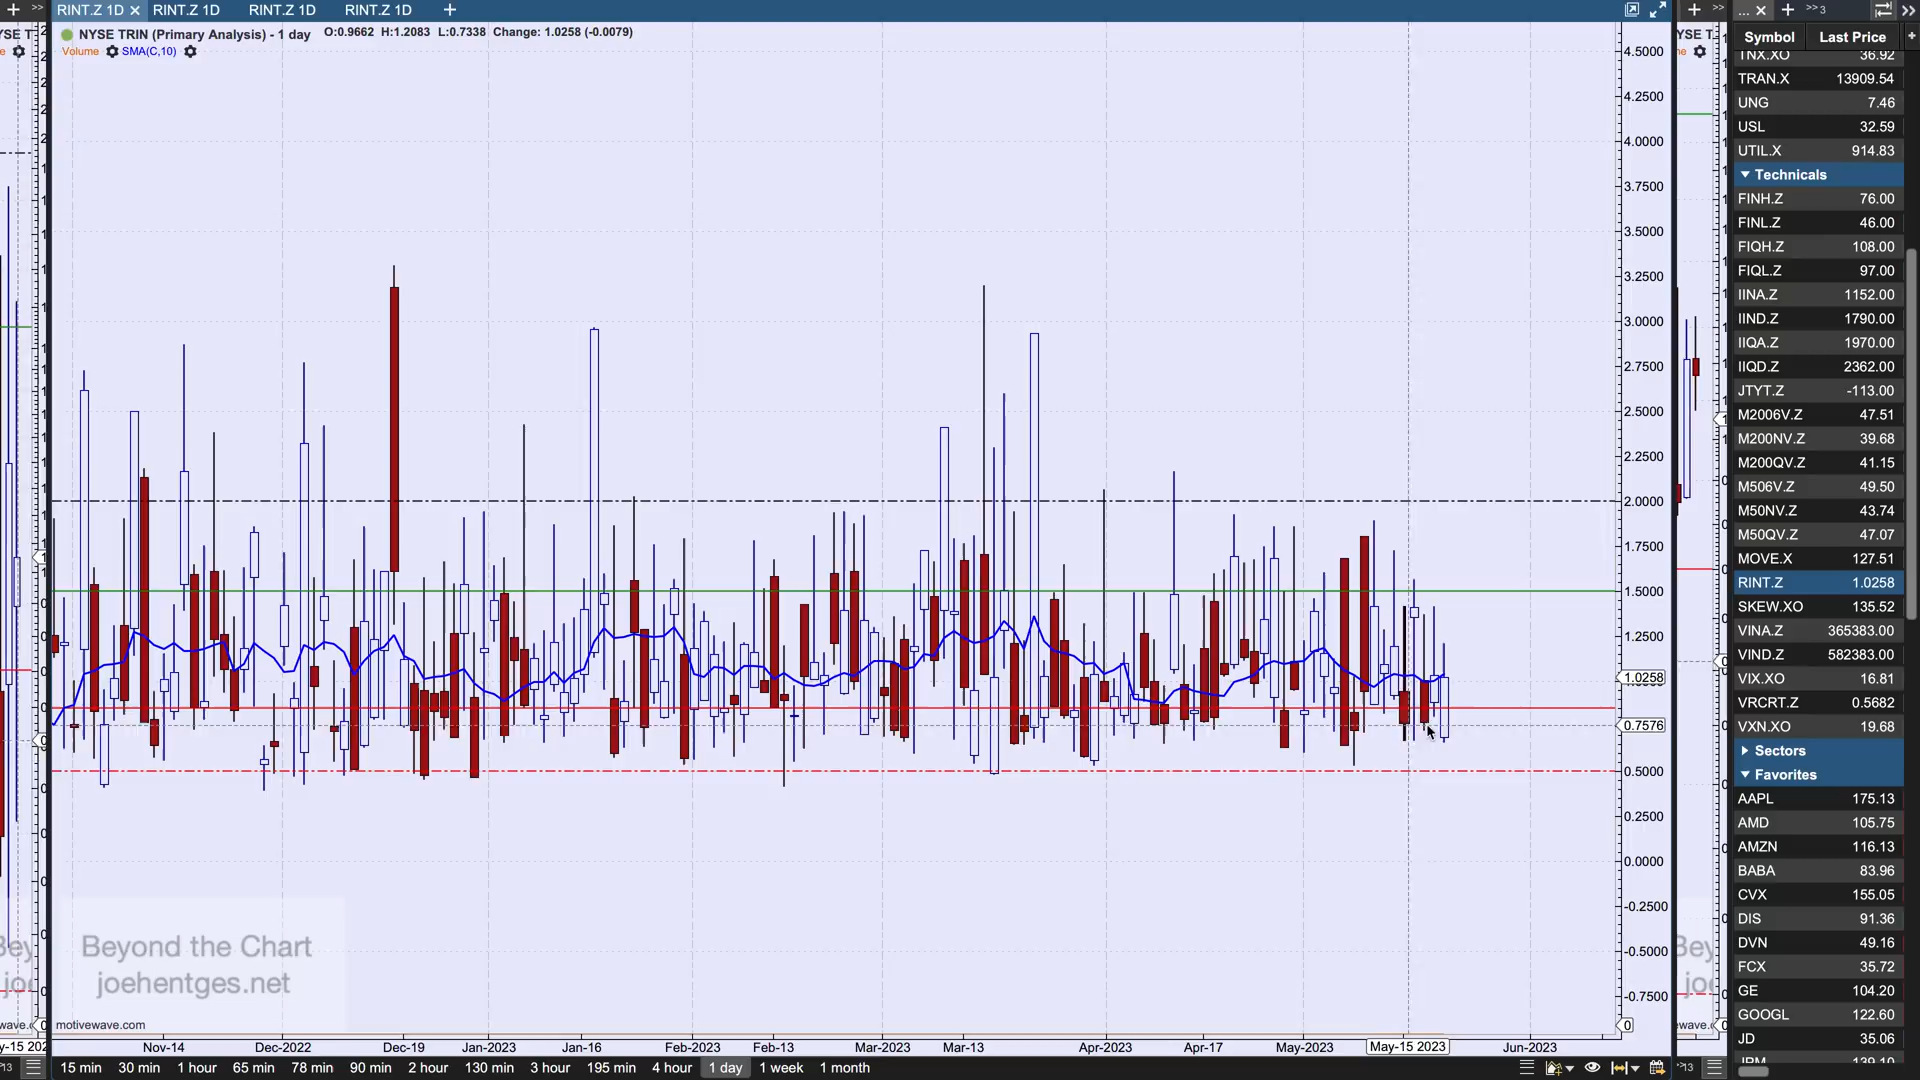 RINT.Z 1D
RINT.Z 1D
RINT.Z 1D
RINT.Z 1D
NYSE TRIN (Primary Analysis) - 1 day O:0.9662 H:1.2083 L:0.7338 Change: 1.0258 (-0.0079)
Volume SMA(C,10)
4.5000
4.2500
4.0000
3.7500
3.5000
3.2500
3.0000
2.7500
2.5000
2.2500
2.0000
1.7500
1.5000
1.2500
1.0258
0.7576
0.5000
0.2500
0.0000
-0.2500
-0.5000
-0.7500
0
Beyond the Chart
joehentges.net
motivewave.com
Nov-14 Dec-2022 Dec-19 Jan-2023 Jan-16 Feb-2023 Feb-13 Mar-2023 Mar-13 Apr-2023 Apr-17 May-2023 May-15 2023 Jun-2023
15 min 30 min 1 hour 65 min 78 min 90 min 2 hour 130 min 3 hour 195 min 4 hour 1 day 1 week 1 month
Symbol Last Price
TNX.XO 36.92
TRAN.X 13909.54
UNG 7.46
USL 32.59
UTIL.X 914.83
Technicals
FINH.Z 76.00
FINL.Z 46.00
FIQH.Z 108.00
FIQL.Z 97.00
IINA.Z 1152.00
IIND.Z 1790.00
IIQA.Z 1970.00
IIQD.Z 2362.00
JTYT.Z -113.00
M2006V.Z 47.51
M200NV.Z 39.68
M200QV.Z 41.15
M506V.Z 49.50
M50NV.Z 43.74
M50QV.Z 47.07
MOVE.X 127.51
RINT.Z 1.0258
SKEW.XO 135.52
VINA.Z 365383.00
VIND.Z 582383.00
VIX.XO 16.81
VRCRT.Z 0.5682
VXN.XO 19.68
Sectors
Favorites
AAPL 175.13
AMD 105.75
AMZN 116.13
BABA 83.96
CVX 155.05
DIS 91.36
DVN 49.16
FCX 35.72
GE 104.20
GOOGL 122.60
JD 35.06
JPM 139.10